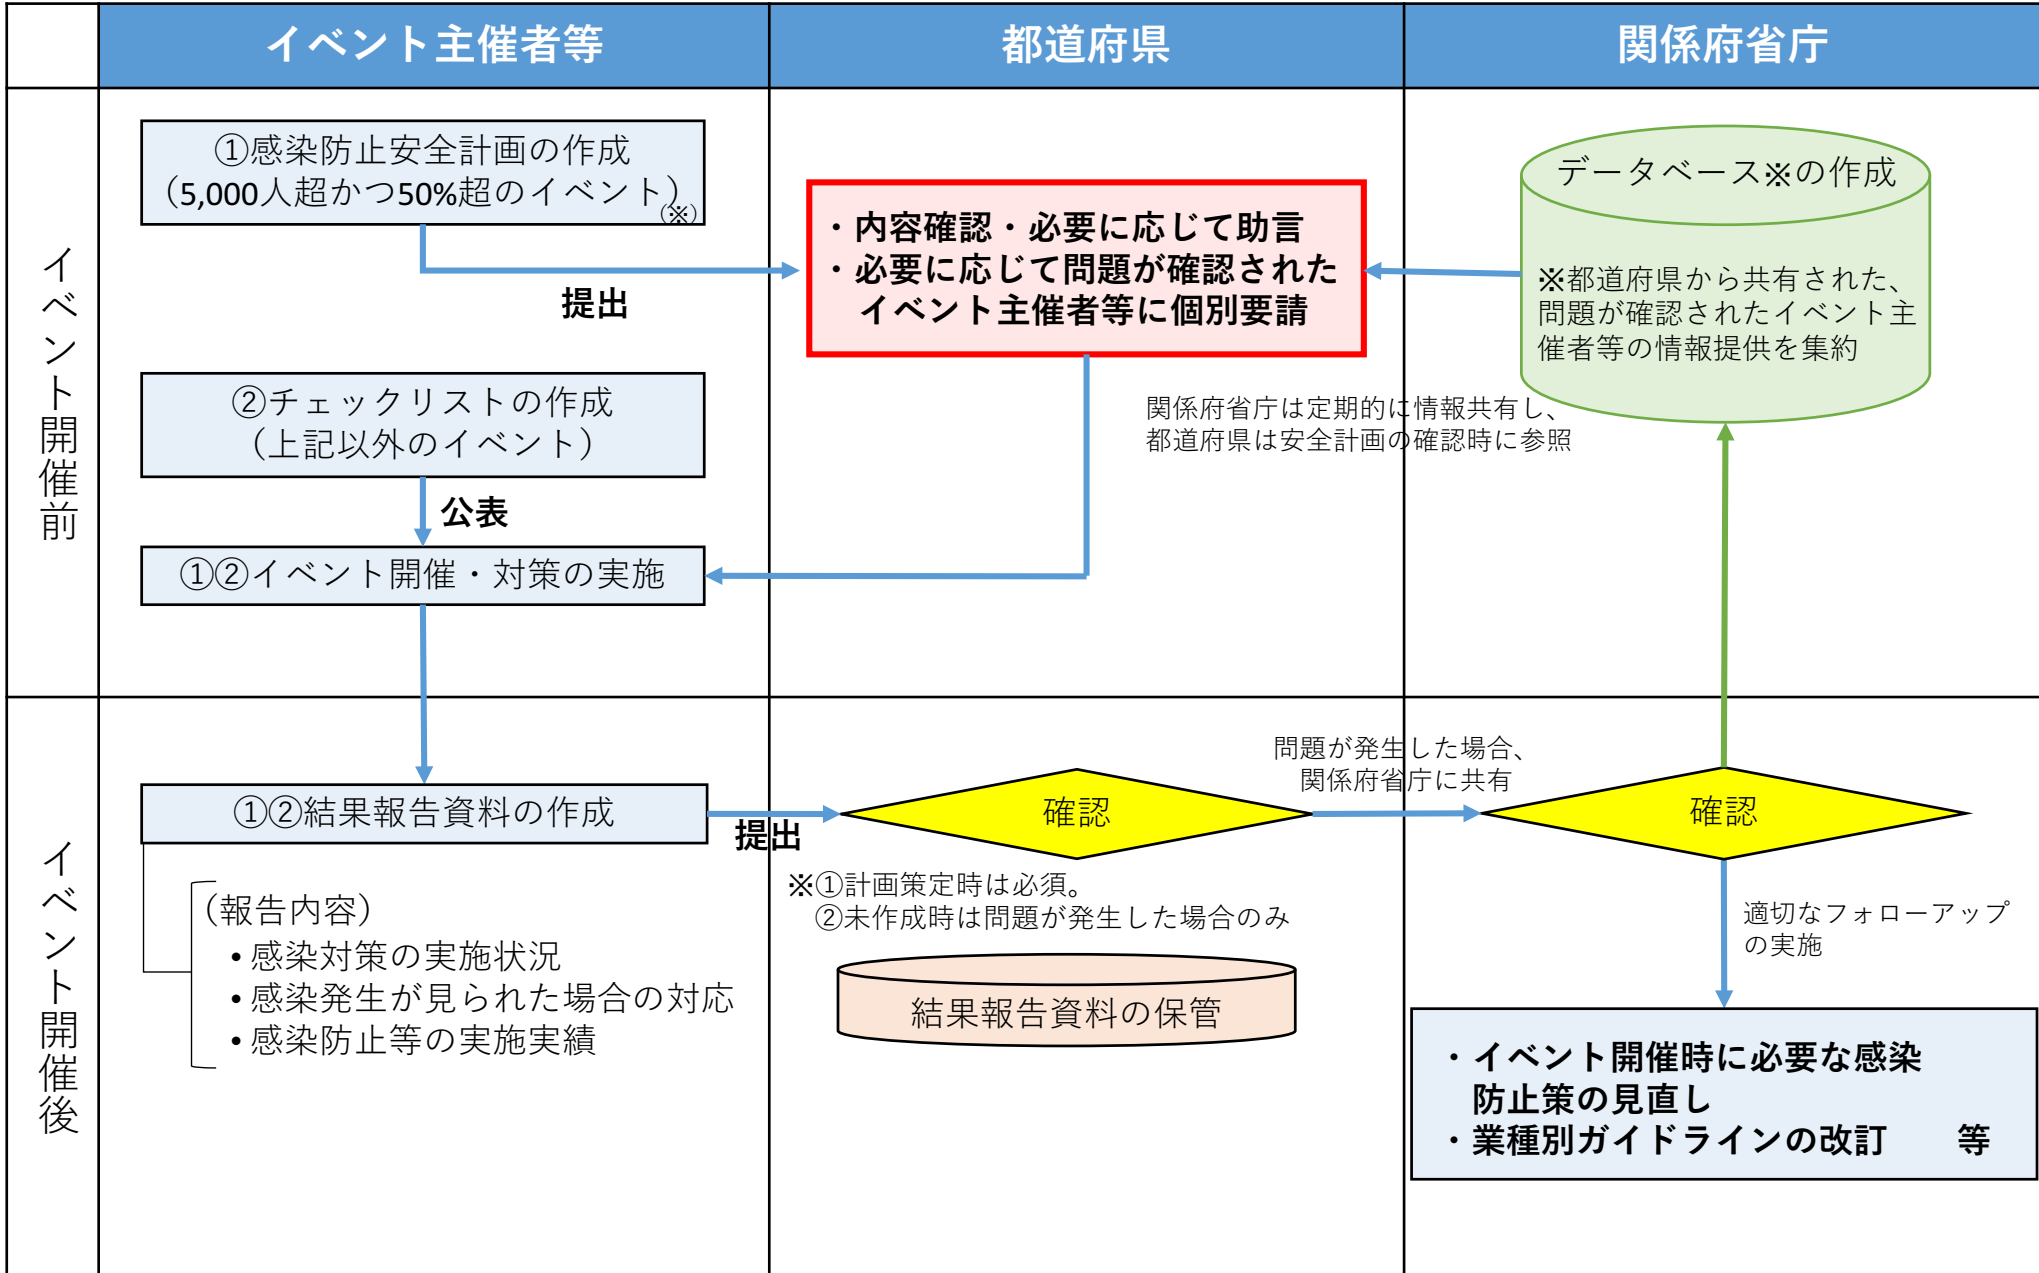 イベント主催者等
都道府県
関係府省庁
イベント開催前
①感染防止安全計画の作成
（5,000人超かつ50%超のイベント）
（※）
提出
②チェックリストの作成
（上記以外のイベント）
公表
①②イベント開催・対策の実施
・内容確認・必要に応じて助言
・必要に応じて問題が確認された
イベント主催者等に個別要請
データベース※の作成
※都道府県から共有された、
問題が確認されたイベント主
催者等の情報提供を集約
関係府省庁は定期的に情報共有し、
都道府県は安全計画の確認時に参照
イベント開催後
①②結果報告資料の作成
提出
（報告内容）
• 感染対策の実施状況
• 感染発生が見られた場合の対応
• 感染防止等の実施実績
確認
問題が発生した場合、
関係府省庁に共有
※①計画策定時は必須。
②未作成時は問題が発生した場合のみ
結果報告資料の保管
確認
適切なフォローアップ
の実施
・イベント開催時に必要な感染
防止策の見直し
・業種別ガイドラインの改訂　　等